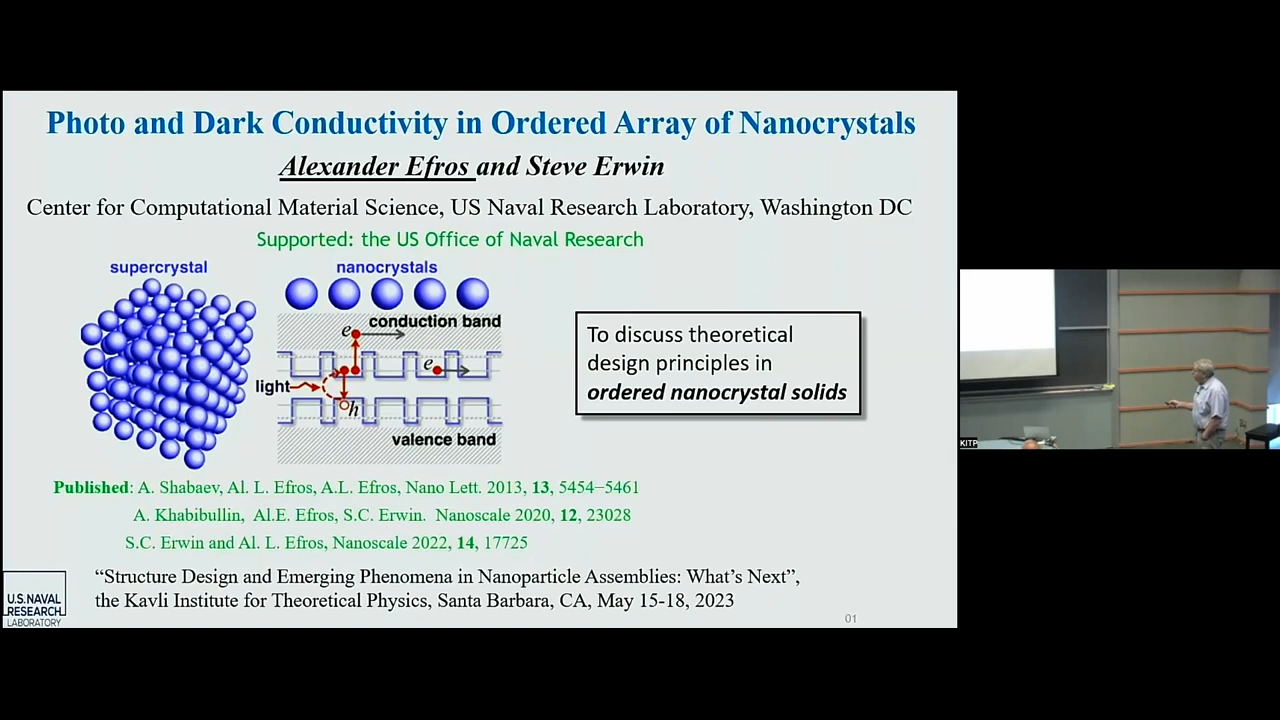 Photo and Dark Conductivity in Ordered Array of Nanocrystals
Alexander Efros and Steve Erwin
Center for Computational Material Science, US Naval Research Laboratory, Washington DC
Supported: the US Office of Naval Research
supercrystal
nanocrystals
e
conduction band
e
light
h
valence band
To discuss theoretical
design principles in
ordered nanocrystal solids
Published: A. Shabaev, Al. L. Efros, A.L. Efros, Nano Lett. 2013, 13, 5454−5461
A. Khabibullin, Al.E. Efros, S.C. Erwin. Nanoscale 2020, 12, 23028
S.C. Erwin and Al. L. Efros, Nanoscale 2022, 14, 17725
“Structure Design and Emerging Phenomena in Nanoparticle Assemblies: What’s Next”,
the Kavli Institute for Theoretical Physics, Santa Barbara, CA, May 15-18, 2023
U.S. NAVAL
RESEARCH
LABORATORY
01
KITP